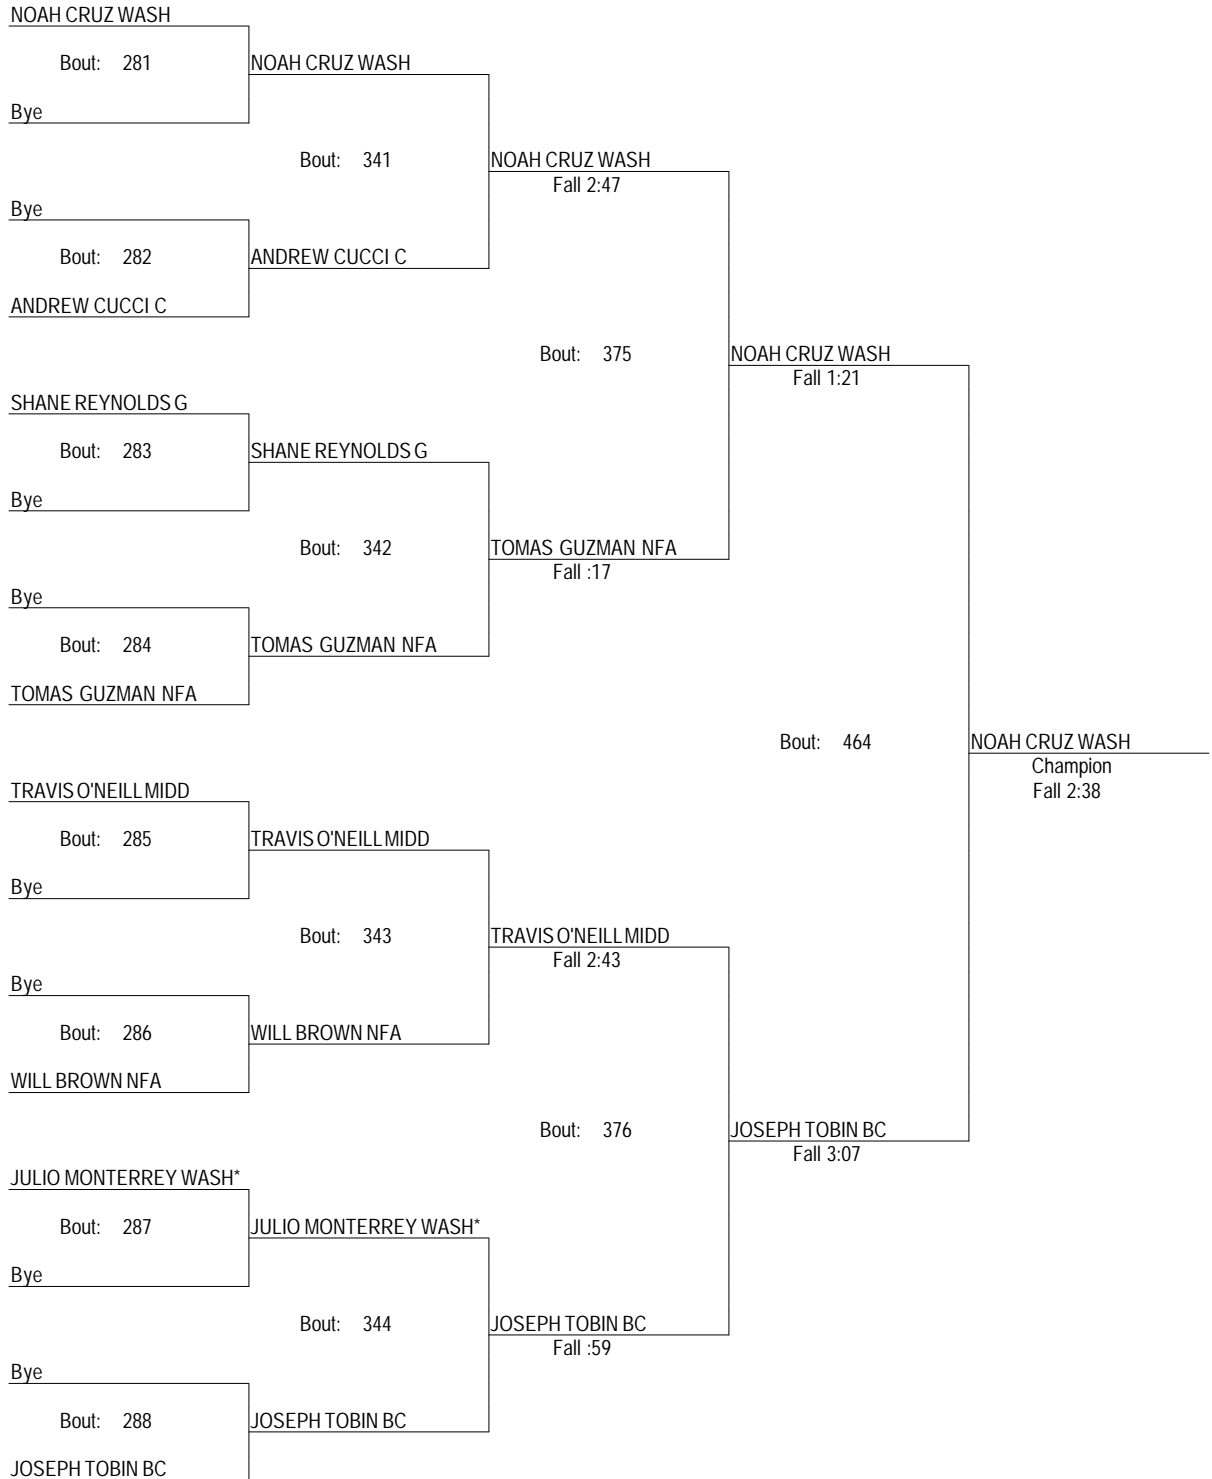 NOAH CRUZ WASH
Bout: 281 NOAH CRUZ WASH
Bye
Bout: 341 NOAH CRUZ WASH
Fall 2:47
Bye
Bout: 282 ANDREW CUCCI C
ANDREW CUCCI C
Bout: 375 NOAH CRUZ WASH
Fall 1:21
SHANE REYNOLDS G
Bout: 283 SHANE REYNOLDS G
Bye
Bout: 342 TOMAS GUZMAN NFA
Fall :17
Bye
Bout: 284 TOMAS GUZMAN NFA
TOMAS GUZMAN NFA
Bout: 464 NOAH CRUZ WASH
Champion
Fall 2:38
TRAVIS O'NEILL MIDD
Bout: 285 TRAVIS O'NEILL MIDD
Bye
Bout: 343 TRAVIS O'NEILL MIDD
Fall 2:43
Bye
Bout: 286 WILL BROWN NFA
WILL BROWN NFA
Bout: 376 JOSEPH TOBIN BC
Fall 3:07
JULIO MONTERREY WASH*
Bout: 287 JULIO MONTERREY WASH*
Bye
Bout: 344 JOSEPH TOBIN BC
Fall :59
Bye
Bout: 288 JOSEPH TOBIN BC
JOSEPH TOBIN BC